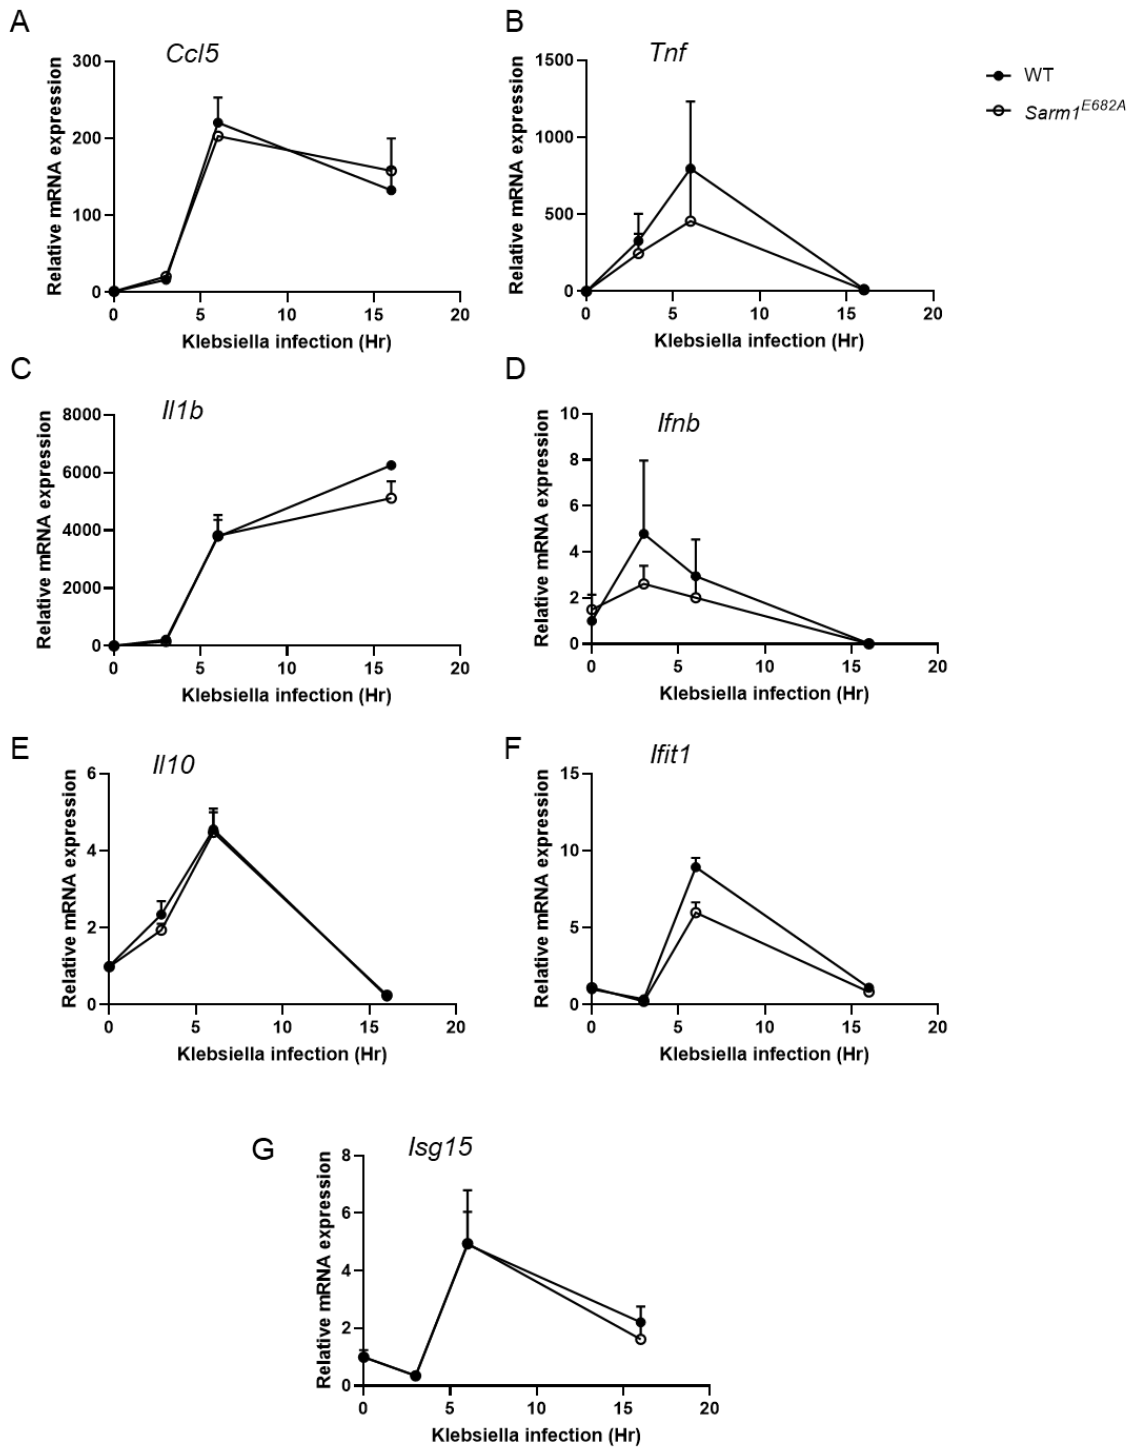 A
Ccl5
Relative mRNA expression
300
200
100
0
0 5 10 15 20
Klebsiella infection (Hr)
B
Tnf
Relative mRNA expression
1500
1000
500
0
0 5 10 15 20
Klebsiella infection (Hr)
WT
Sarm1E682A
C
Il1b
Relative mRNA expression
8000
6000
4000
2000
0
0 5 10 15 20
Klebsiella infection (Hr)
D
Ifnb
Relative mRNA expression
10
8
6
4
2
0
0 5 10 15 20
Klebsiella infection (Hr)
E
Il10
Relative mRNA expression
6
4
2
0
0 5 10 15 20
Klebsiella infection (Hr)
F
Ifit1
Relative mRNA expression
15
10
5
0
0 5 10 15 20
Klebsiella infection (Hr)
G
Isg15
Relative mRNA expression
8
6
4
2
0
0 5 10 15 20
Klebsiella infection (Hr)